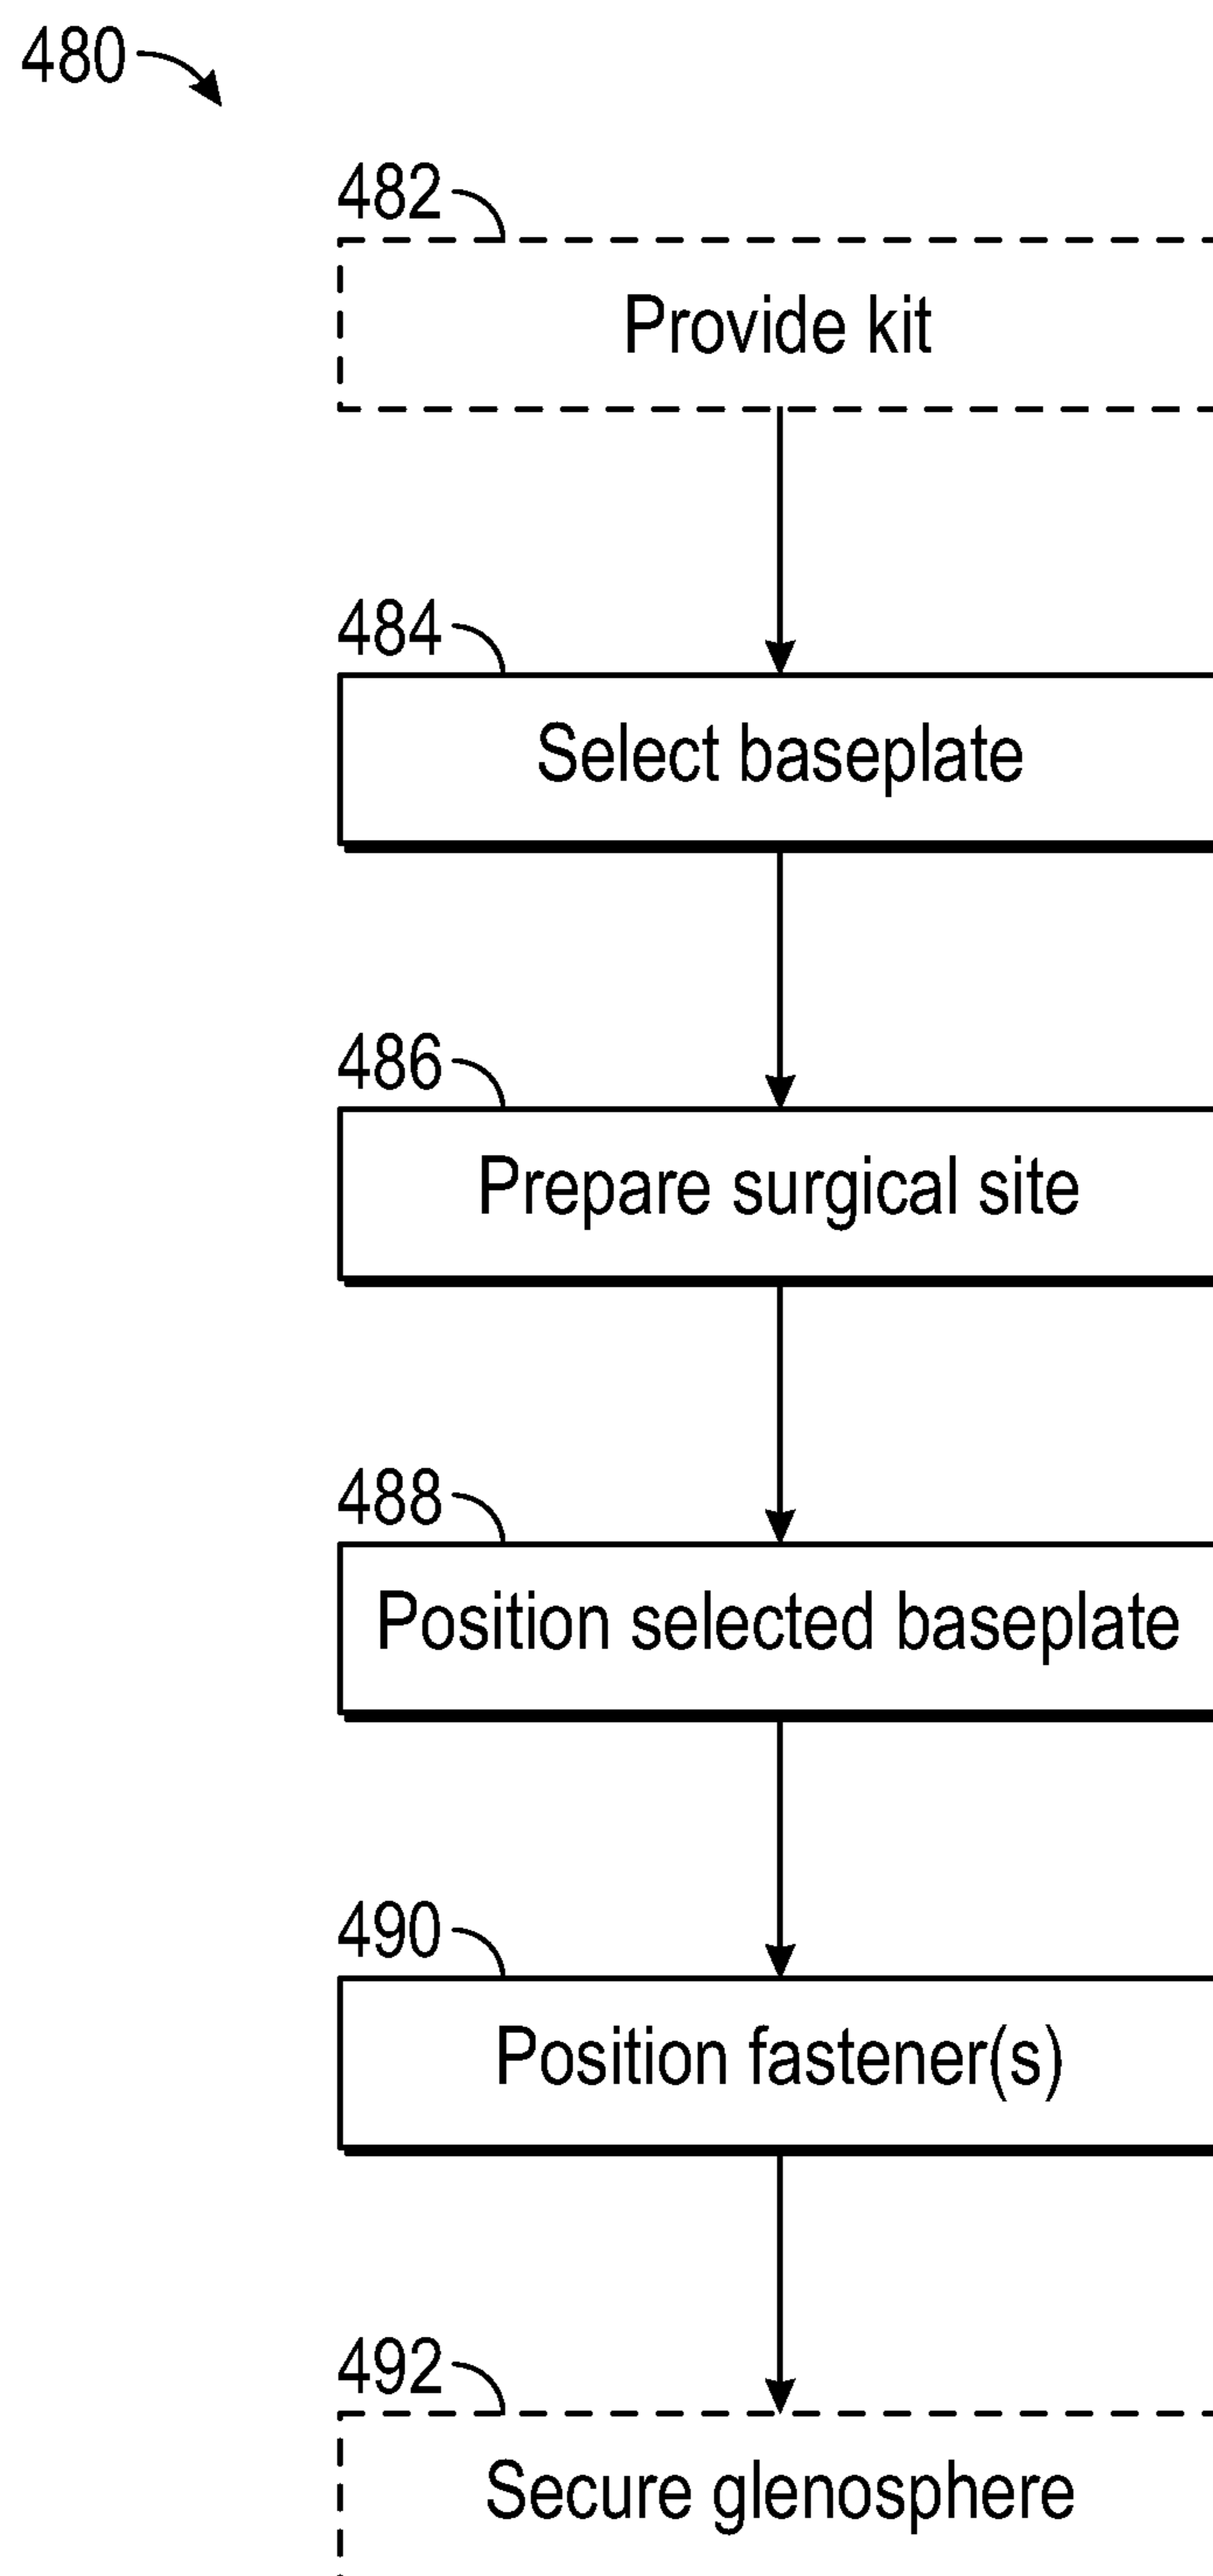 480
482
Provide kit
484
Select baseplate
486
Prepare surgical site
488
Position selected baseplate
490
Position fastener(s)
492
Secure glenosphere